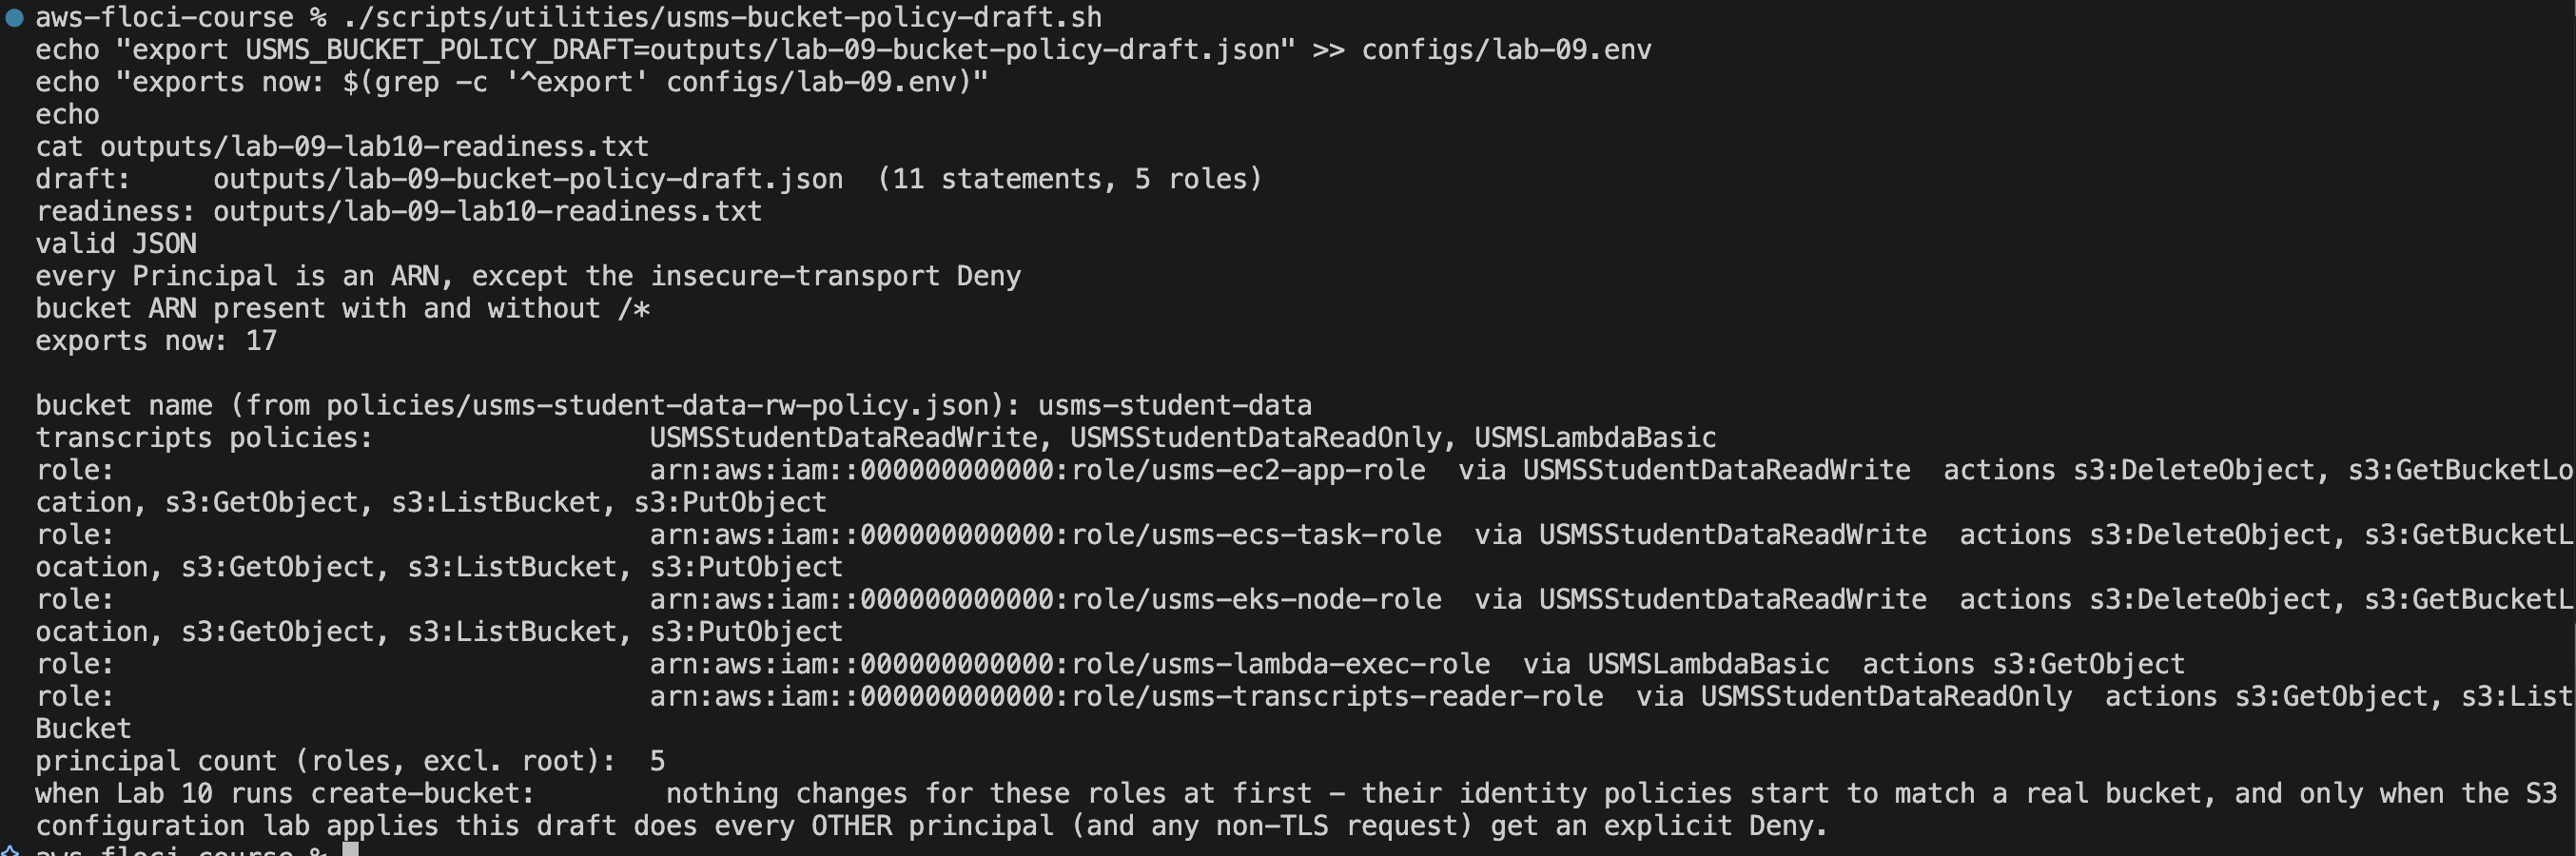 aws-floci-course % ./scripts/utilities/usms-bucket-policy-draft.sh
echo "export USMS_BUCKET_POLICY_DRAFT=outputs/lab-09-bucket-policy-draft.json" >> configs/lab-09.env
echo "exports now: $(grep -c '^export' configs/lab-09.env)"
echo
cat outputs/lab-09-lab10-readiness.txt
draft:     outputs/lab-09-bucket-policy-draft.json  (11 statements, 5 roles)
readiness: outputs/lab-09-lab10-readiness.txt
valid JSON
every Principal is an ARN, except the insecure-transport Deny
bucket ARN present with and without /*
exports now: 17
bucket name (from policies/usms-student-data-rw-policy.json): usms-student-data
transcripts policies:                 USMSStudentDataReadWrite, USMSStudentDataReadOnly, USMSLambdaBasic
role:                                 arn:aws:iam::000000000000:role/usms-ec2-app-role  via USMSStudentDataReadWrite  actions s3:DeleteObject, s3:GetBucketLo
cation, s3:GetObject, s3:ListBucket, s3:PutObject
role:                                 arn:aws:iam::000000000000:role/usms-ecs-task-role  via USMSStudentDataReadWrite  actions s3:DeleteObject, s3:GetBucketL
ocation, s3:GetObject, s3:ListBucket, s3:PutObject
role:                                 arn:aws:iam::000000000000:role/usms-eks-node-role  via USMSStudentDataReadWrite  actions s3:DeleteObject, s3:GetBucketL
ocation, s3:GetObject, s3:ListBucket, s3:PutObject
role:                                 arn:aws:iam::000000000000:role/usms-lambda-exec-role  via USMSLambdaBasic  actions s3:GetObject
role:                                 arn:aws:iam::000000000000:role/usms-transcripts-reader-role  via USMSStudentDataReadOnly  actions s3:GetObject, s3:List
Bucket
principal count (roles, excl. root):  5
when Lab 10 runs create-bucket:        nothing changes for these roles at first - their identity policies start to match a real bucket, and only when the S3
configuration lab applies this draft does every OTHER principal (and any non-TLS request) get an explicit Deny.
aws-floci-course %